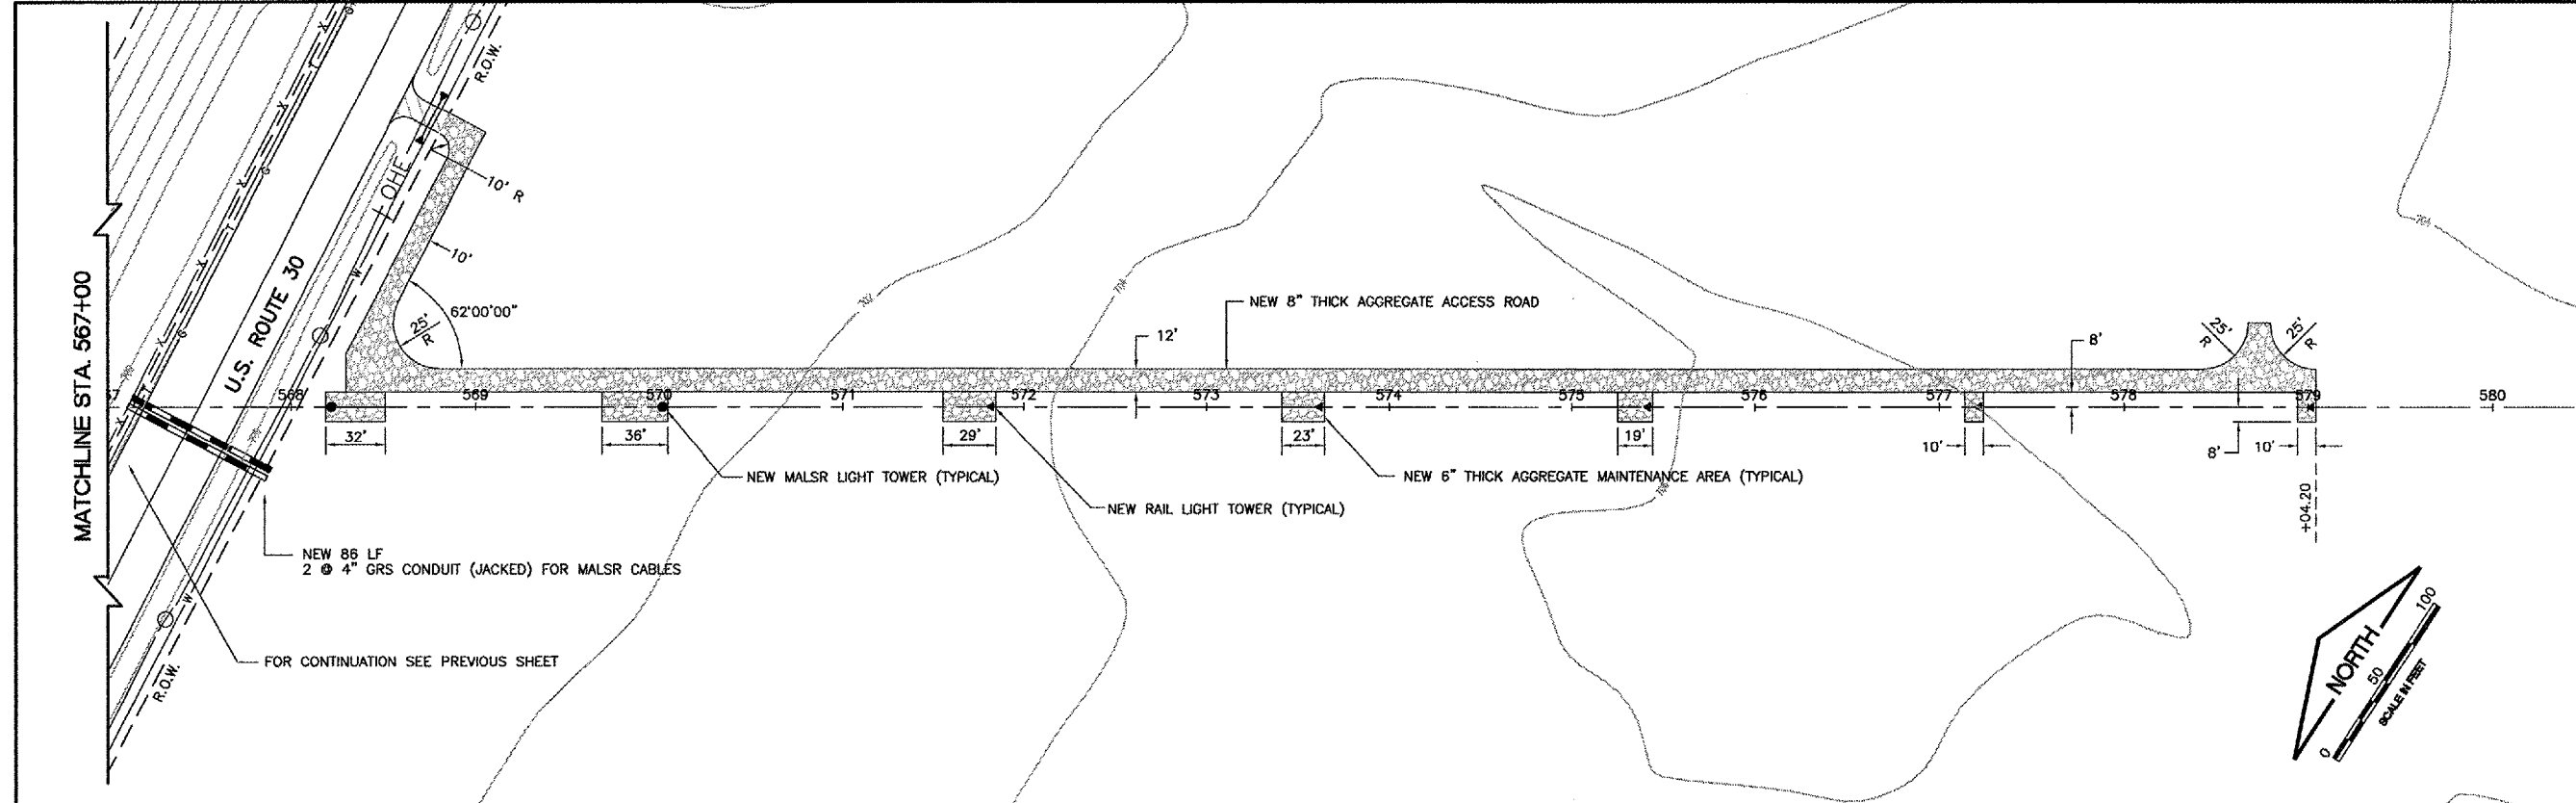 MATCHLINE STA. 567+00
U.S. ROUTE 30
R.O.W.
OHE
10' R
10'
62°00'00"
25' R
702
704
704
12'
NEW 8" THICK AGGREGATE ACCESS ROAD
8'
25' R
25' R
568
569
570
571
572
573
574
575
576
577
578
579
580
32'
36'
29'
23'
19'
10'
8'
10'
+04.20
NEW MALSR LIGHT TOWER (TYPICAL)
NEW RAIL LIGHT TOWER (TYPICAL)
NEW 6" THICK AGGREGATE MAINTENANCE AREA (TYPICAL)
NEW 86 LF
2 @ 4" GRS CONDUIT (JACKED) FOR MALSR CABLES
FOR CONTINUATION SEE PREVIOUS SHEET
R.O.W.
X
T
G
W
NORTH
0 50 100
SCALE IN FEET